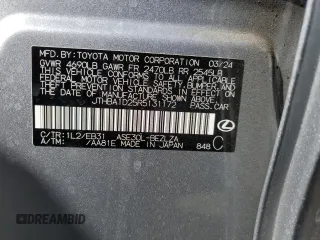 MFD. BY: TOYOTA MOTOR CORPORATION 03/24
GVWR 4690LB GAWR FR 2470LB RR 2545LB
THIS VEHICLE CONFORMS TO ALL APPLICABLE
FEDERAL MOTOR VEHICLE SAFETY, BUMPER, AND
THEFT PREVENTION STANDARDS IN EFFECT ON
THE DATE OF MANUFACTURE SHOWN ABOVE.
JTHBA1D25R5131172 PASS.CAR
C/TR:1L2/EB31 ASE30L-BEZLZA
A/TM: /AA81E MADE IN JAPAN 848 C